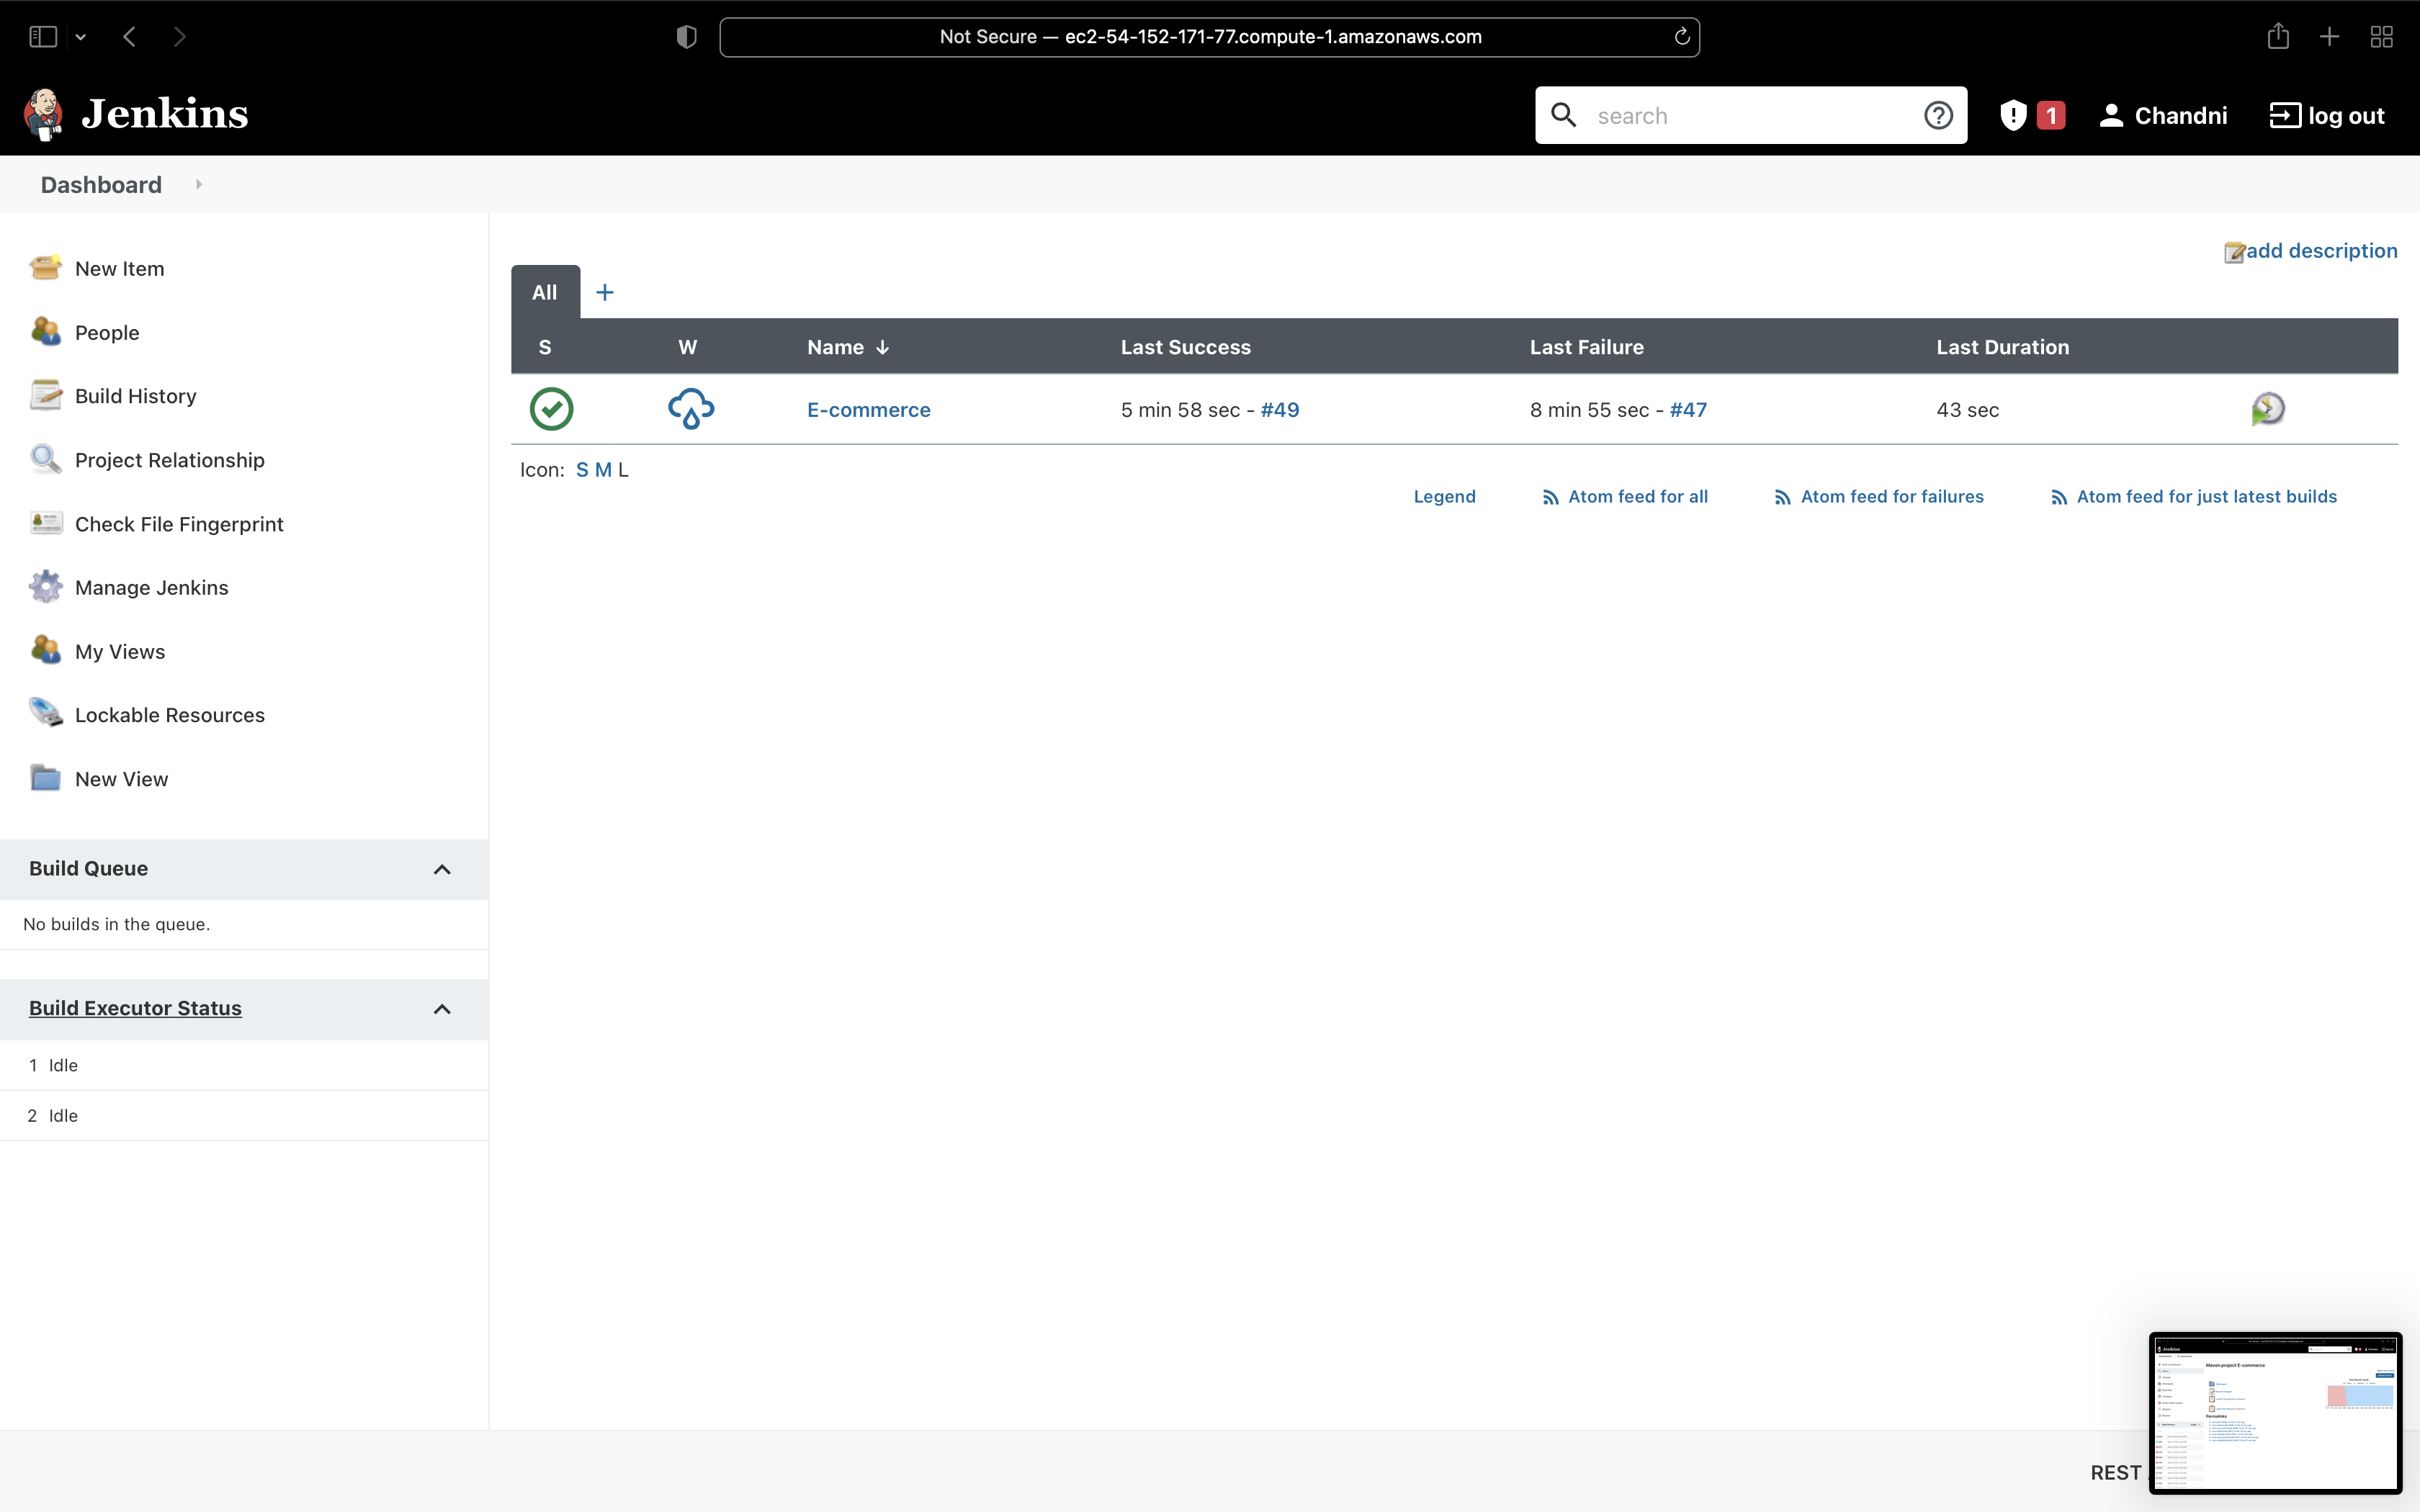 Not Secure — ec2-54-152-171-77.compute-1.amazonaws.com
Jenkins
search
1
Chandni
log out
Dashboard
New Item
People
Build History
Project Relationship
Check File Fingerprint
Manage Jenkins
My Views
Lockable Resources
New View
Build Queue
No builds in the queue.
Build Executor Status
1 Idle
2 Idle
add description
All +
S W Name ↓ Last Success Last Failure Last Duration
E-commerce 5 min 58 sec - #49 8 min 55 sec - #47 43 sec
Icon: S M L
Legend Atom feed for all Atom feed for failures Atom feed for just latest builds
REST
Maven project E-commerce